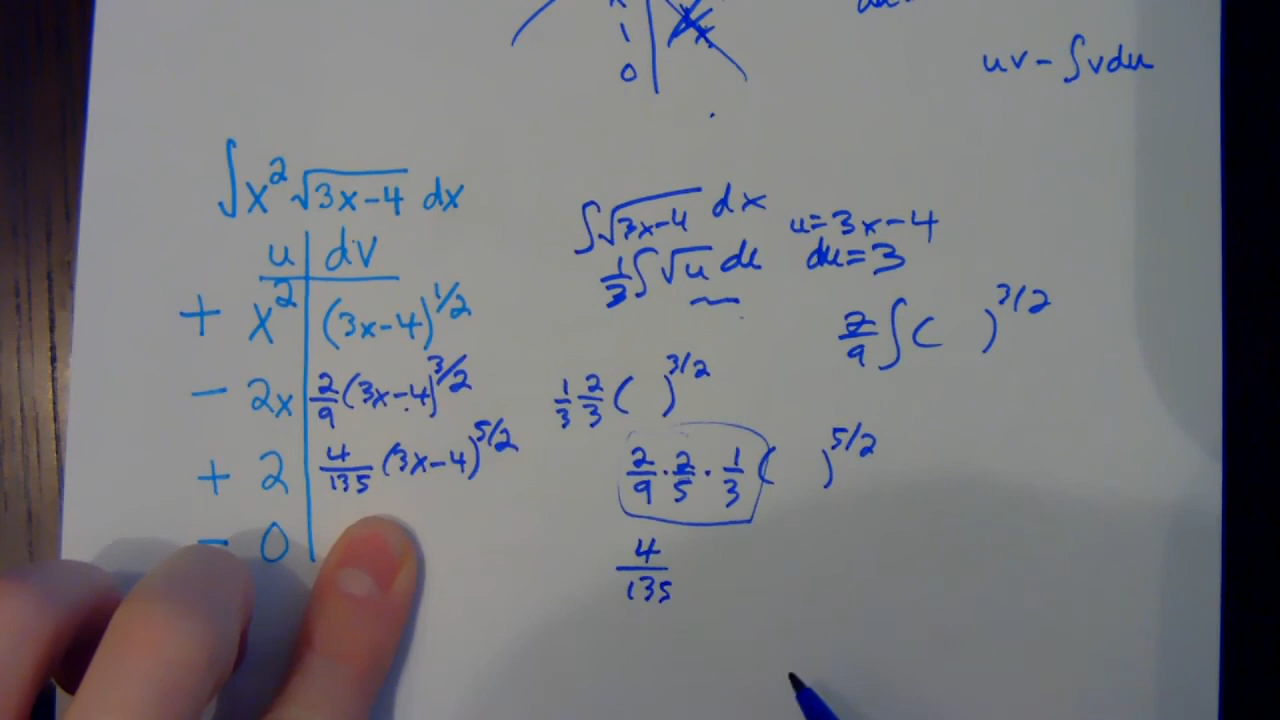 1
0
uv - ∫vdu
∫x² √(3x-4) dx
u | dv
+ x² | (3x-4)^1/2
- 2x | 2/9 (3x-4)^3/2
+ 2 | 4/135 (3x-4)^5/2
- 0
∫√(3x-4) dx
u=3x-4
1/3 ∫√u du
du=3
2/9 ∫( )^3/2
1/3 2/3 ( )^3/2
2/9 · 2/5 · 1/3 ( )^5/2
4/135